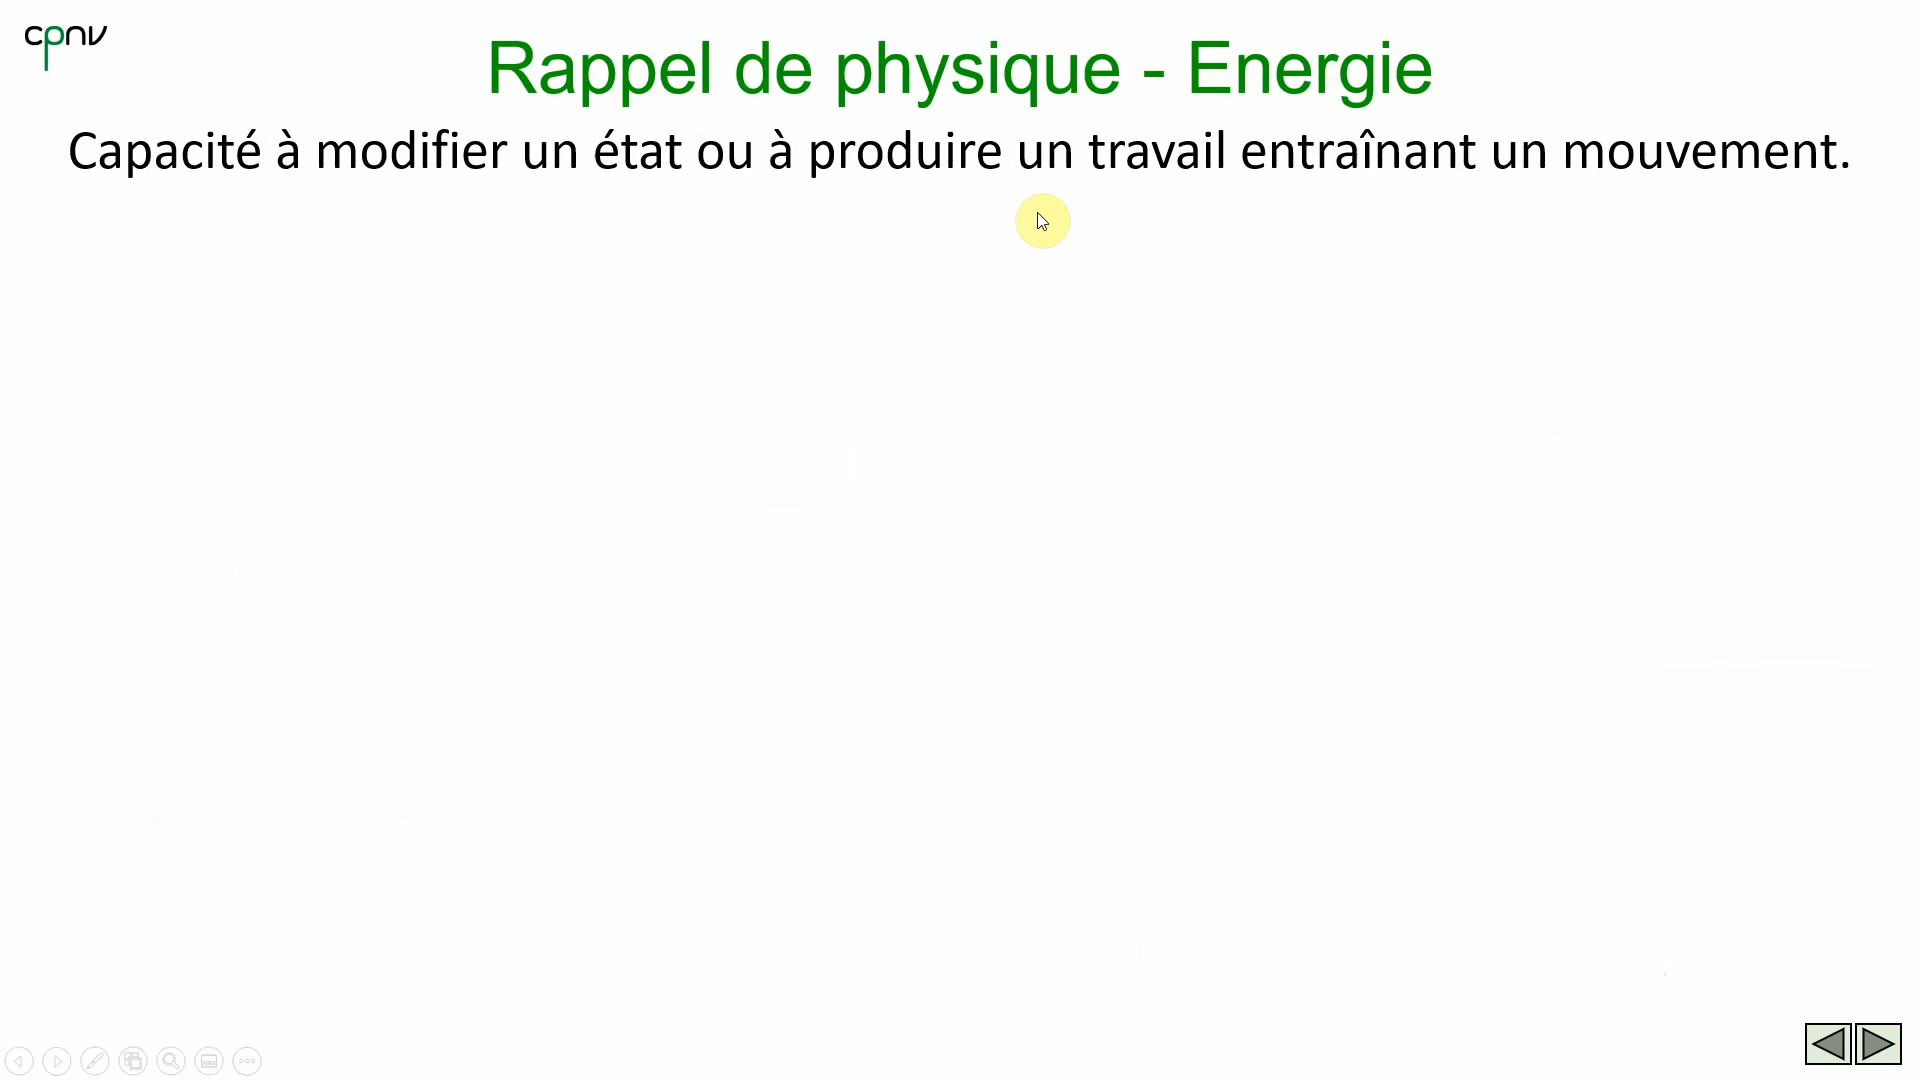 cpnv
Rappel de physique - Energie
Capacité à modifier un état ou à produire un travail entraînant un mouvement.